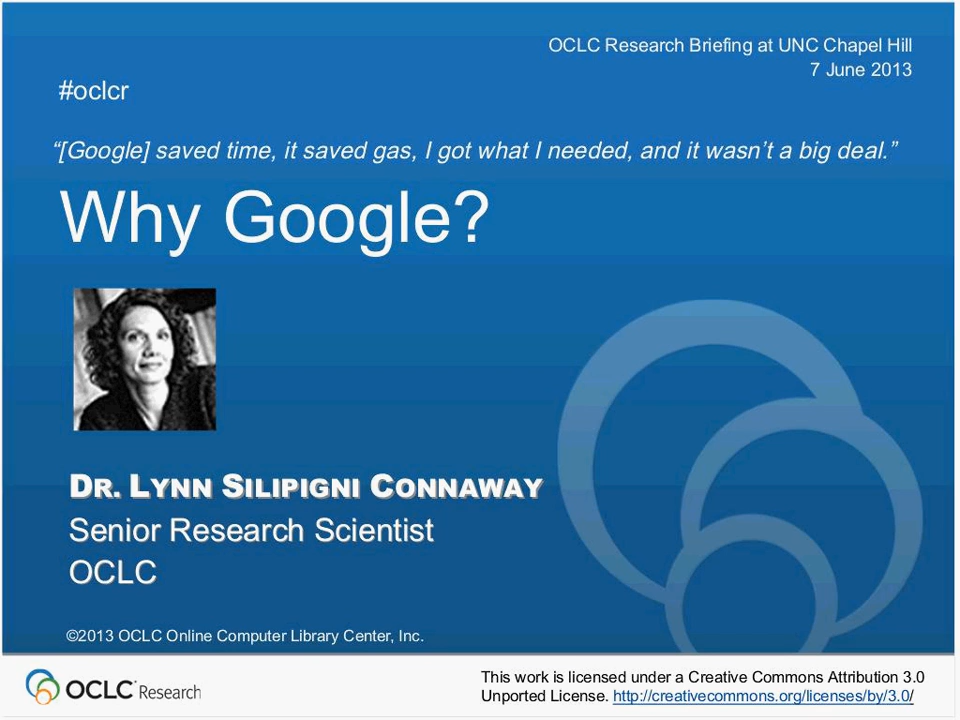 OCLC Research Briefing at UNC Chapel Hill
7 June 2013
#oclcr
“[Google] saved time, it saved gas, I got what I needed, and it wasn’t a big deal.”
Why Google?
DR. LYNN SILIPIGNI CONNAWAY
Senior Research Scientist
OCLC
©2013 OCLC Online Computer Library Center, Inc.
OCLC Research
This work is licensed under a Creative Commons Attribution 3.0
Unported License. http://creativecommons.org/licenses/by/3.0/